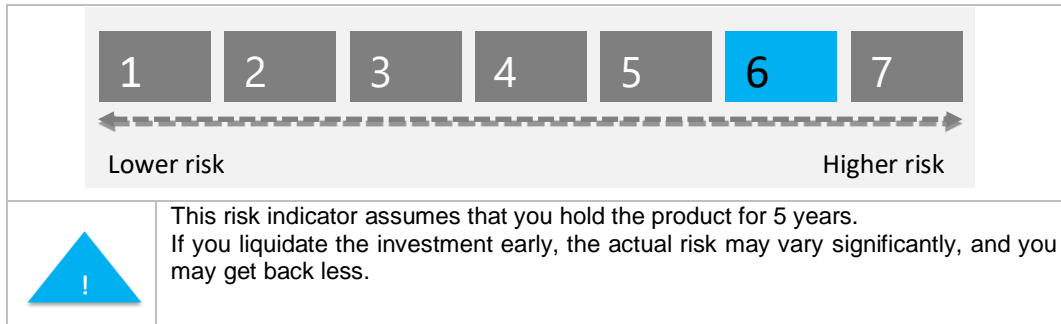 1 2 3 4 5 6 7
Lower risk Higher risk
This risk indicator assumes that you hold the product for 5 years.
If you liquidate the investment early, the actual risk may vary significantly, and you
may get back less.
!